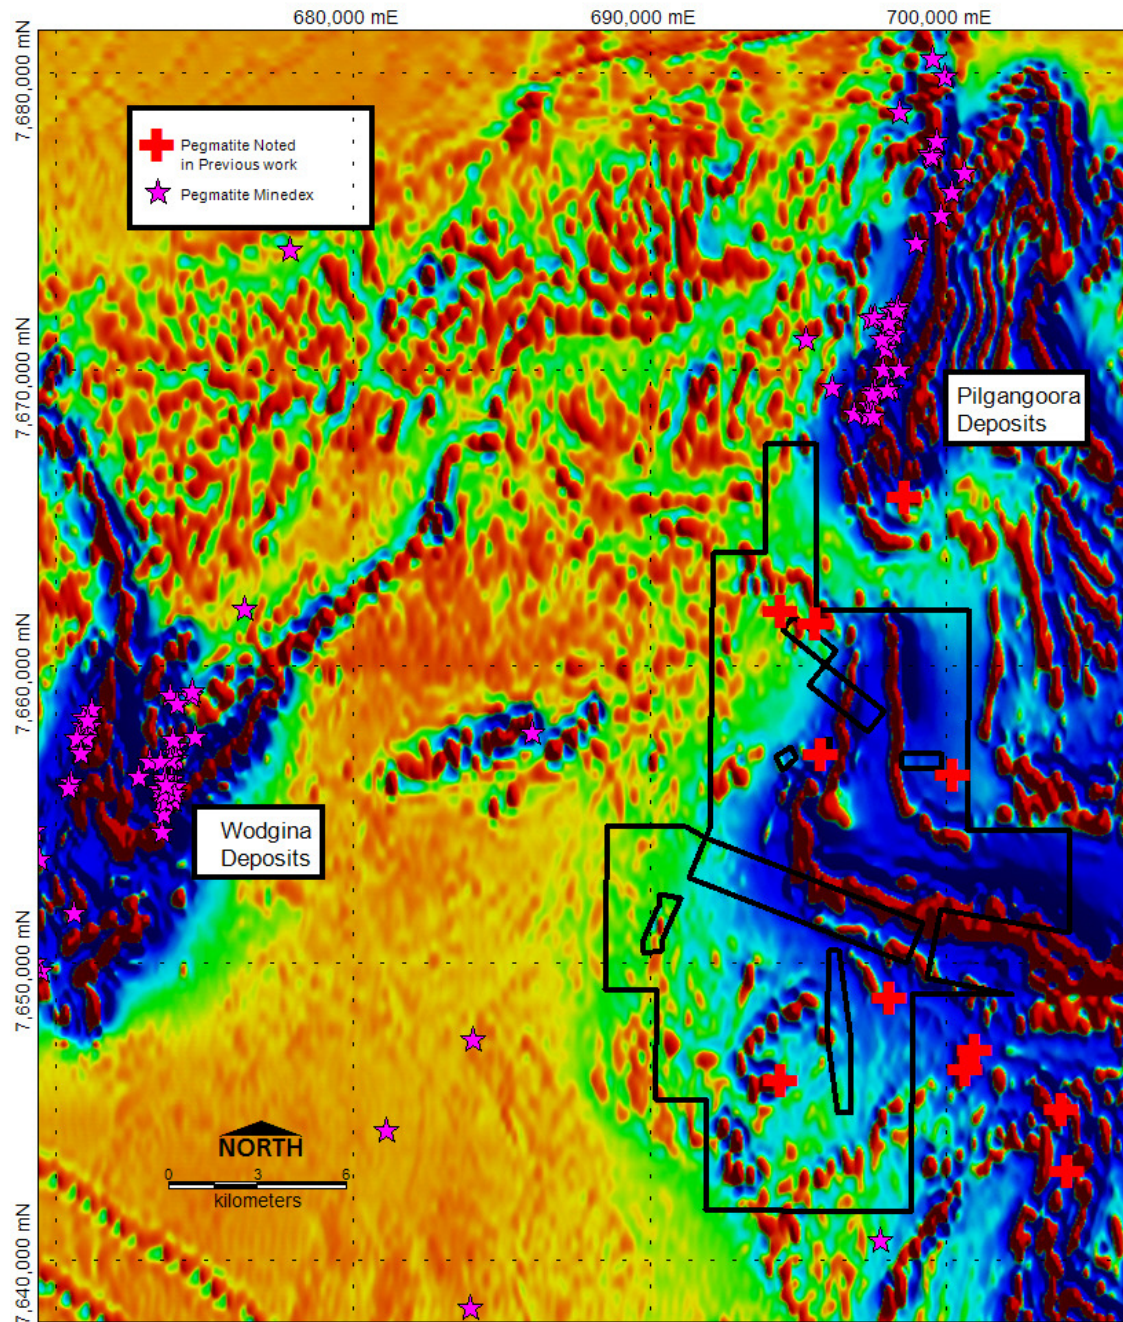 680,000 mE
690,000 mE
700,000 mE
7,680,000 mN
Pegmatite Noted
in Previous work
Pegmatite Minedex
7,670,000 mN
Pilgangoora
Deposits
7,660,000 mN
Wodgina
Deposits
7,650,000 mN
NORTH
0 3 6
kilometers
7,640,000 mN